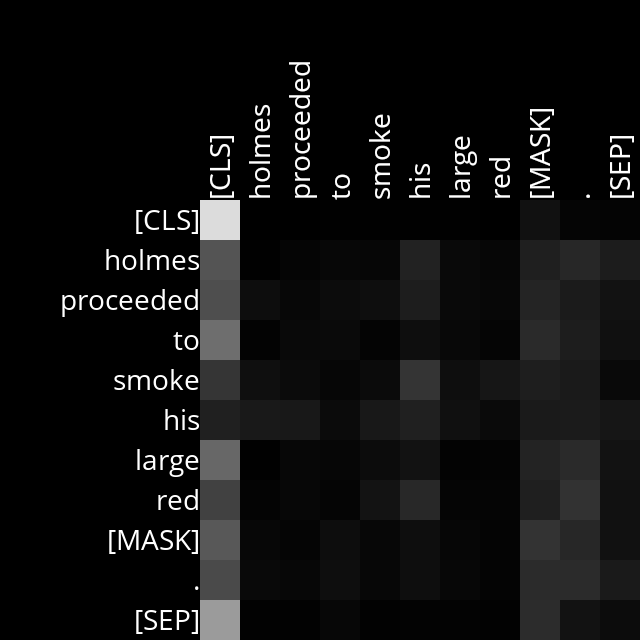 [CLS] holmes proceeded to smoke his large red [MASK] . [SEP]
[CLS]
holmes
proceeded
to
smoke
his
large
red
[MASK]
.
[SEP]